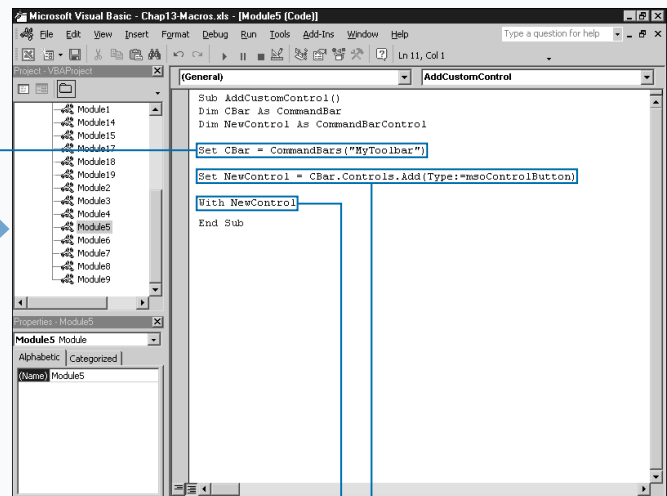 Microsoft Visual Basic - Chap13-Macros.xls - [Module5 (Code)]
File Edit View Insert Format Debug Run Tools Add-Ins Window Help
Type a question for help
Ln 11, Col 1
Project - VBAProject
(General)
AddCustomControl
Module1
Module14
Module15
Module17
Module18
Module19
Module2
Module3
Module4
Module5
Module6
Module7
Module8
Module9
Sub AddCustomControl()
Dim CBar As CommandBar
Dim NewControl As CommandBarControl
Set CBar = CommandBars("MyToolbar")
Set NewControl = CBar.Controls.Add(Type:=msoControlButton)
With NewControl
End Sub
Properties - Module5
Module5 Module
Alphabetic Categorized
(Name) Module5